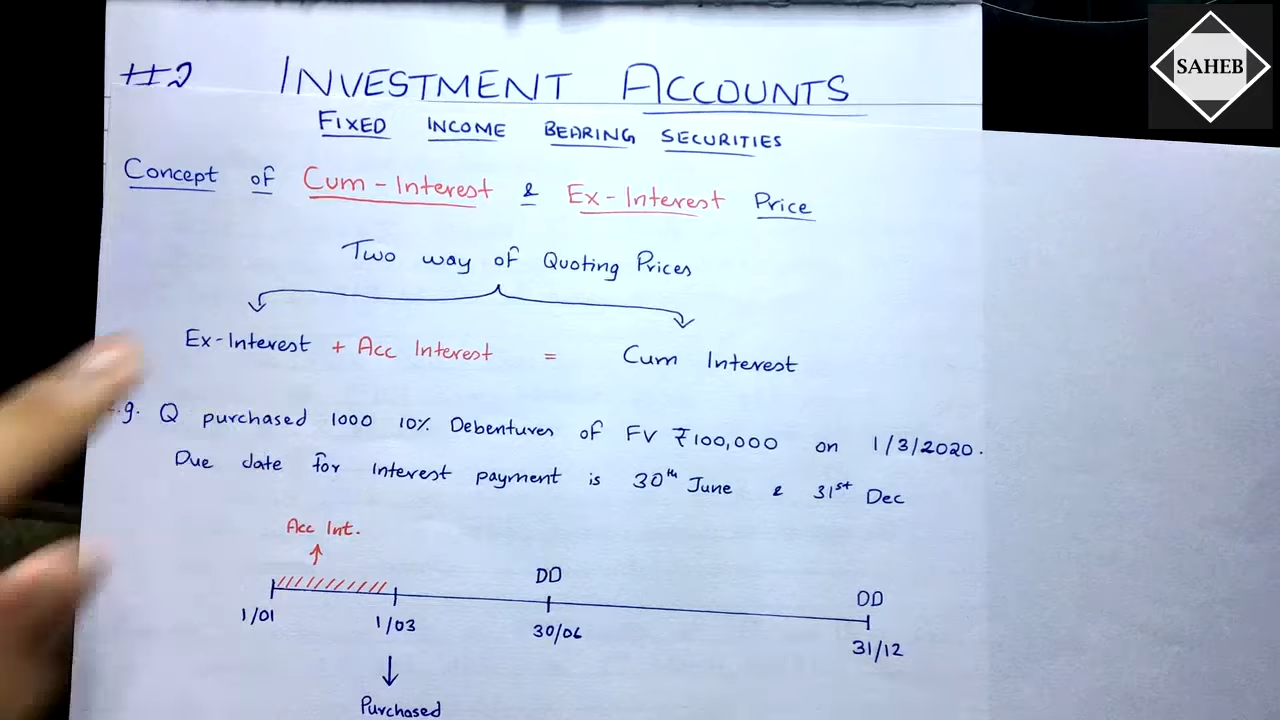 SAHEB
#2 INVESTMENT ACCOUNTS
FIXED INCOME BEARING SECURITIES
Concept of Cum-Interest & Ex-Interest Price
Two way of Quoting Prices
Ex-Interest + Acc Interest = Cum Interest
.g. Q purchased 1000 10% Debentures of FV ₹100,000 on 1/3/2020.
Due date for Interest payment is 30th June & 31st Dec
Acc Int.
DD DD
1/01 1/03 30/06 31/12
Purchased